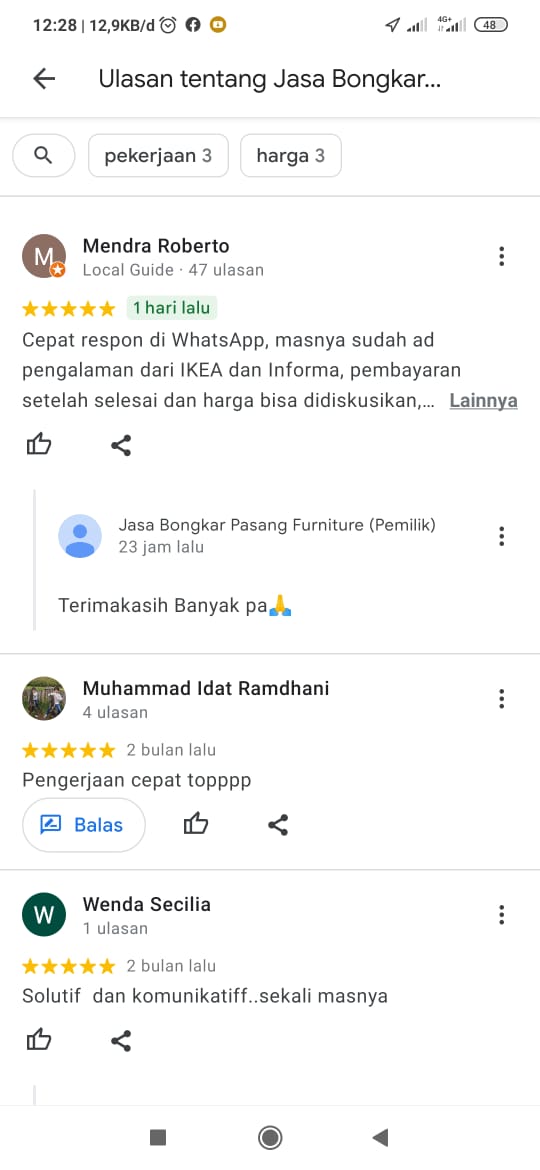 12:28 | 12,9KB/d
4G+
48
Ulasan tentang Jasa Bongkar...
pekerjaan 3
harga 3
M
Mendra Roberto
Local Guide · 47 ulasan
1 hari lalu
Cepat respon di WhatsApp, masnya sudah ad
pengalaman dari IKEA dan Informa, pembayaran
setelah selesai dan harga bisa didiskusikan,... Lainnya
Jasa Bongkar Pasang Furniture (Pemilik)
23 jam lalu
Terimakasih Banyak pa🙏
Muhammad Idat Ramdhani
4 ulasan
2 bulan lalu
Pengerjaan cepat topppp
Balas
W
Wenda Secilia
1 ulasan
2 bulan lalu
Solutif  dan komunikatiff..sekali masnya